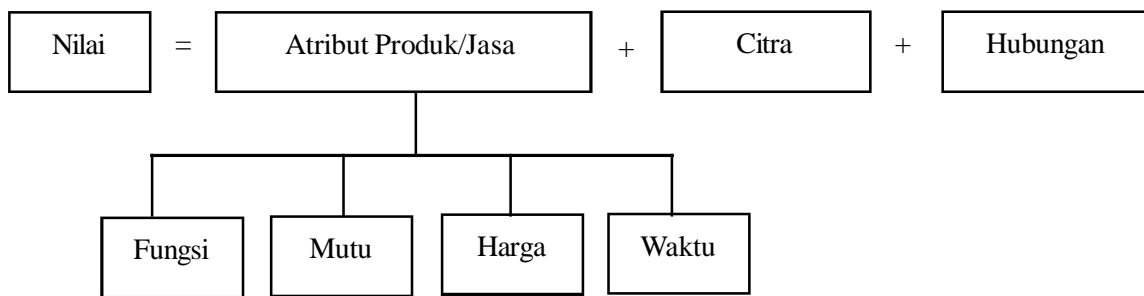 Nilai = Atribut Produk/Jasa + Citra + Hubungan
Fungsi Mutu Harga Waktu